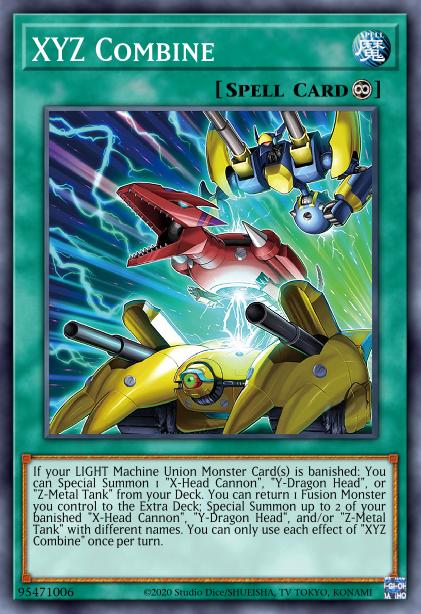 XYZ COMBINE
SPELL
魔
[SPELL CARD]
If your LIGHT Machine Union Monster Card(s) is banished: You
can Special Summon 1 "X-Head Cannon", "Y-Dragon Head", or
"Z-Metal Tank" from your Deck. You can return 1 Fusion Monster
you control to the Extra Deck; Special Summon up to 2 of your
banished "X-Head Cannon", "Y-Dragon Head", and/or "Z-Metal
Tank" with different names. You can only use each effect of "XYZ
Combine" once per turn.
95471006
©2020 Studio Dice/SHUEISHA, TV TOKYO, KONAMI